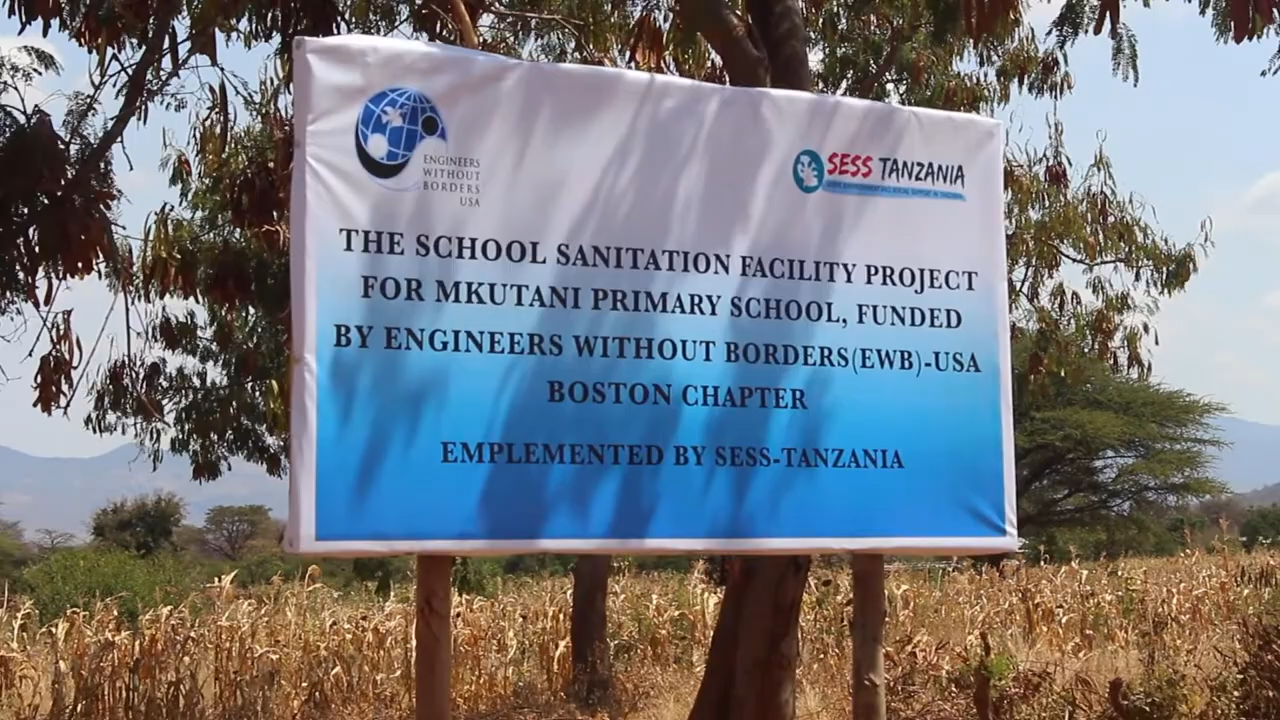 ENGINEERS
WITHOUT
BORDERS
USA
SESS TANZANIA
THE SCHOOL SANITATION FACILITY PROJECT
FOR MKUTANI PRIMARY SCHOOL, FUNDED
BY ENGINEERS WITHOUT BORDERS(EWB)-USA
BOSTON CHAPTER
EMPLEMENTED BY SESS-TANZANIA